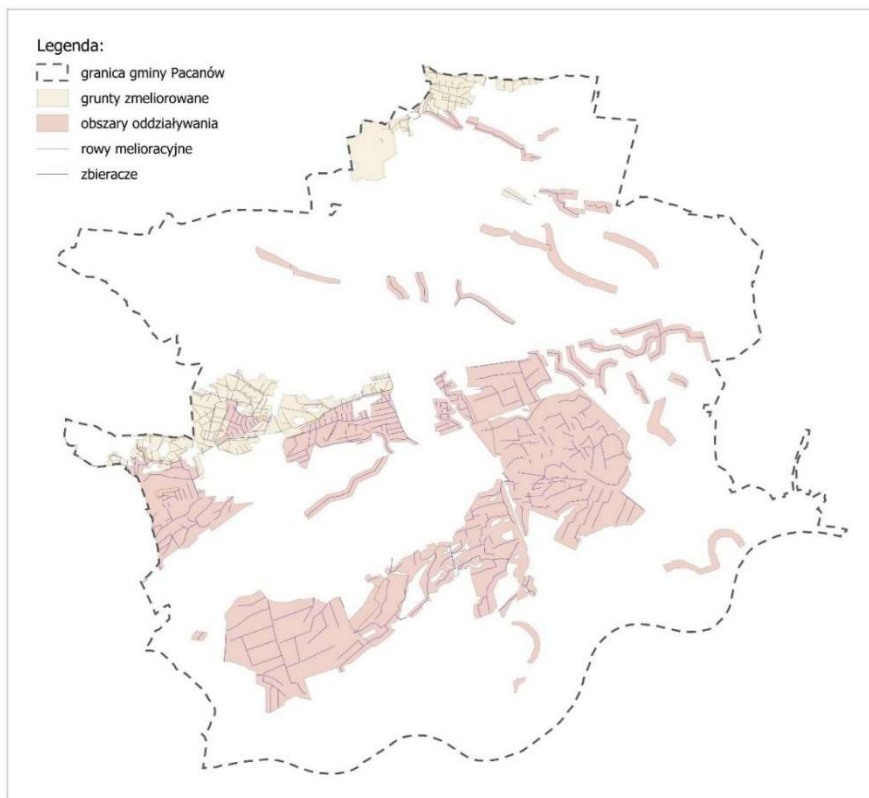 Legenda:
granica gminy Pacanów
grunty zmeliorowane
obszary oddziaływania
rowy melioracyjne
zbieracze